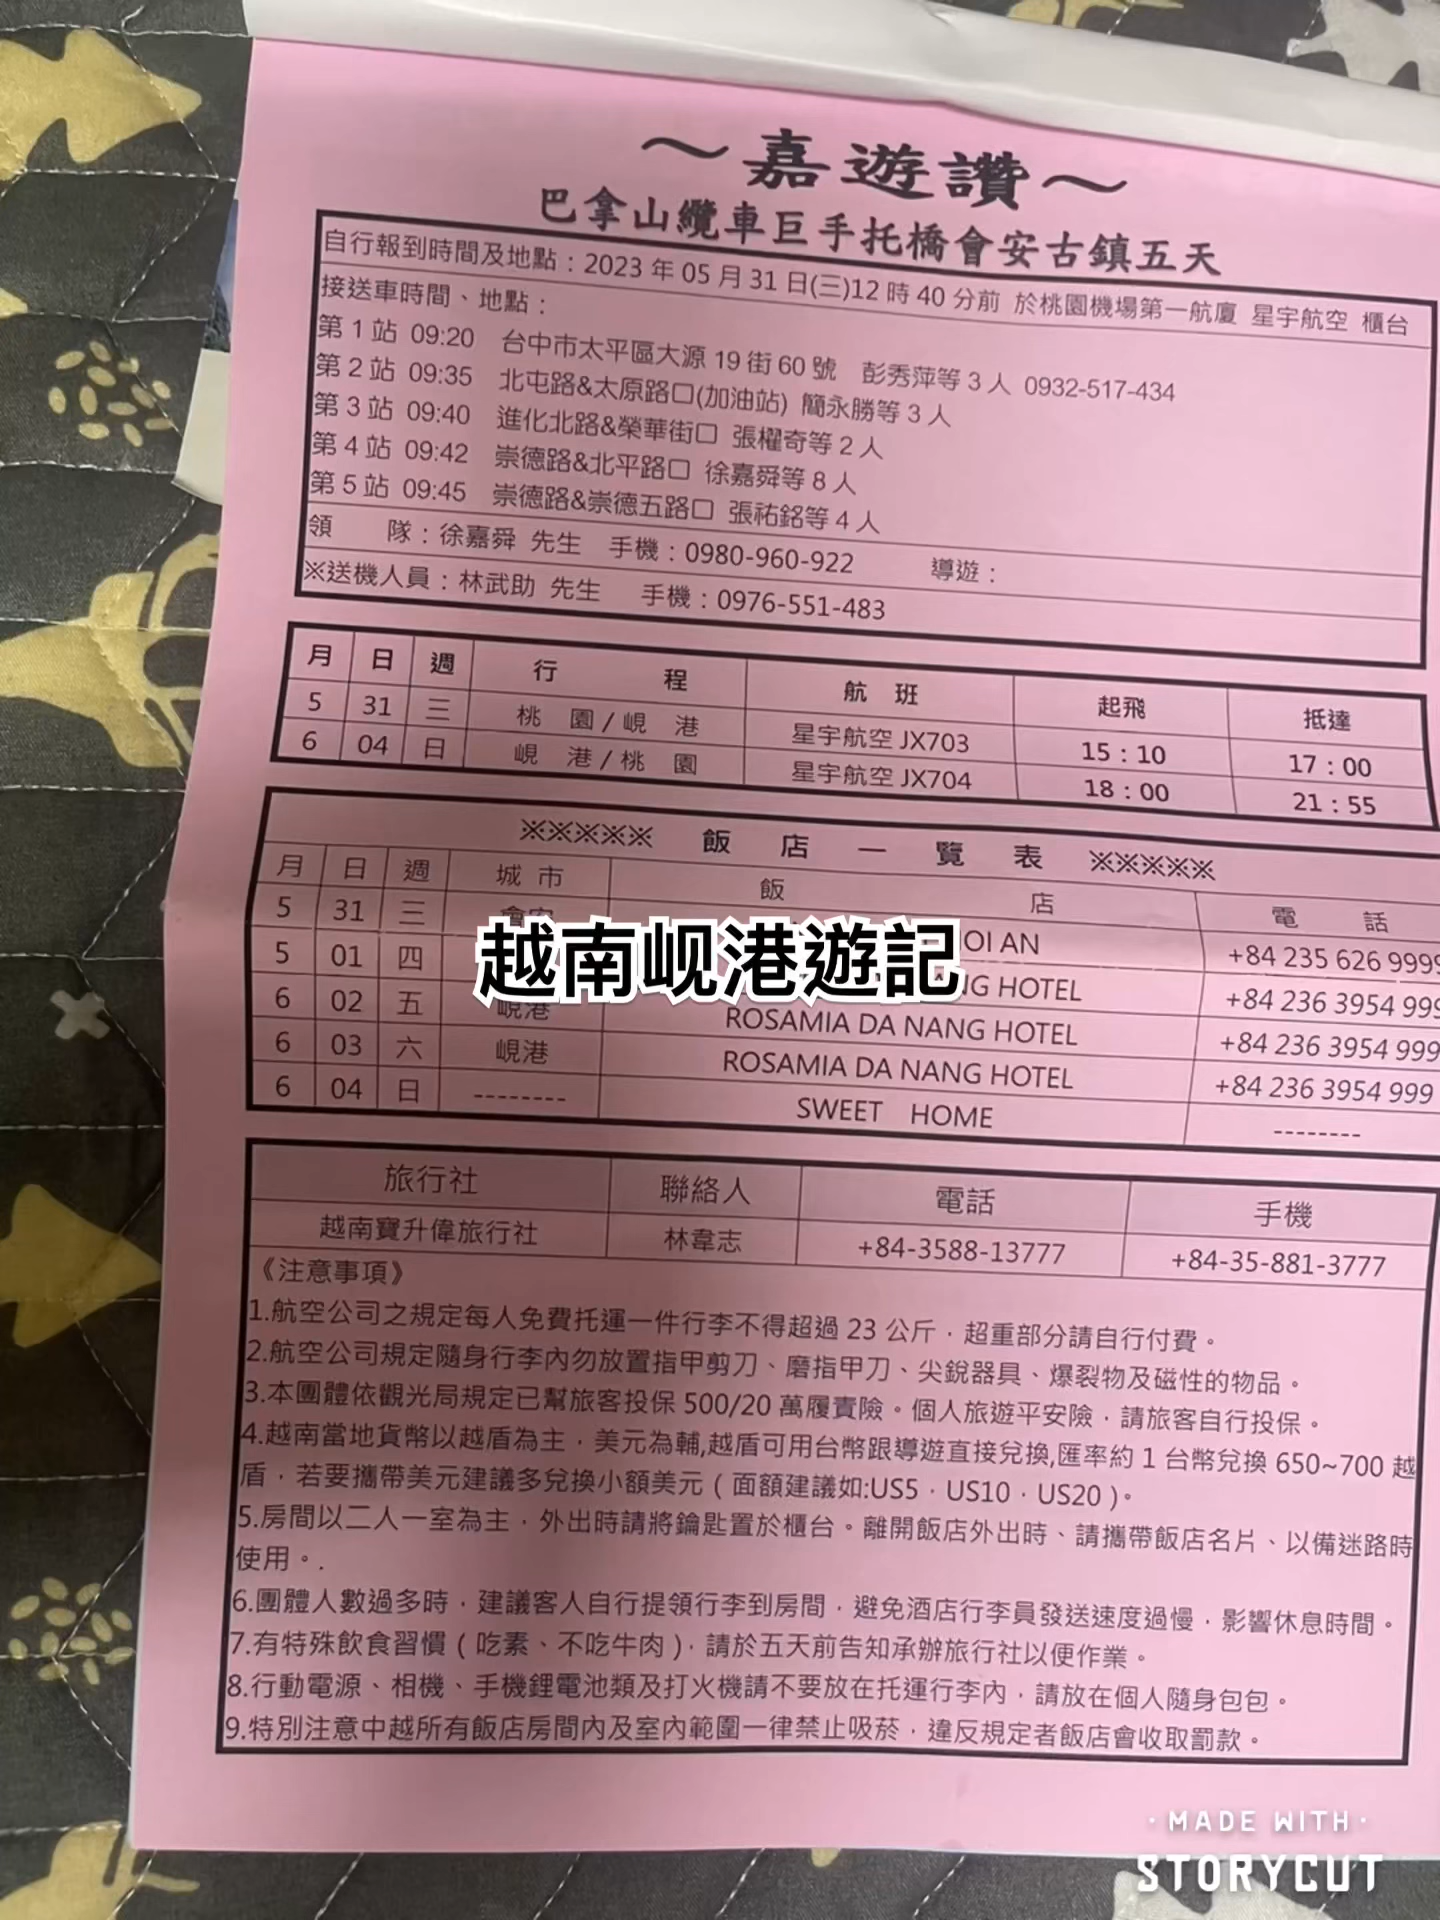 ～嘉遊讚～
巴拿山纜車巨手托橋會安古鎮五天
自行報到時間及地點：2023 年 05 月 31 日(三)12 時 40 分前 於桃園機場第一航廈 星宇航空 櫃台
接送車時間、地點：
第 1 站 09:20 台中市太平區大源 19 街 60 號 彭秀萍等 3 人 0932-517-434
第 2 站 09:35 北屯路&太原路口(加油站) 簡永勝等 3 人
第 3 站 09:40 進化北路&榮華街口 張櫂奇等 2 人
第 4 站 09:42 崇德路&北平路口 徐嘉舜等 8 人
第 5 站 09:45 崇德路&崇德五路口 張祐銘等 4 人
領 隊：徐嘉舜 先生 手機：0980-960-922 導遊：
※送機人員：林武助 先生 手機：0976-551-483
月 日 週 行 程 航 班 起飛 抵達
5 31 三 桃 園/峴 港 星宇航空 JX703 15：10 17：00
6 04 日 峴 港/桃 園 星宇航空 JX704 18：00 21：55
※※※※※ 飯 店 一 覽 表 ※※※※※
月 日 週 城 市 飯 店 電 話
5 31 三 會安 OI AN +84 235 626 9999
5 01 四 NG HOTEL +84 236 3954 999
越南岘港遊記
6 02 五 峴港 ROSAMIA DA NANG HOTEL +84 236 3954 999
6 03 六 峴港 ROSAMIA DA NANG HOTEL +84 236 3954 999
6 04 日 -------- SWEET HOME --------
旅行社 聯絡人 電話 手機
越南寶升偉旅行社 林韋志 +84-3588-13777 +84-35-881-3777
《注意事項》
1.航空公司之規定每人免費托運一件行李不得超過 23 公斤，超重部分請自行付費。
2.航空公司規定隨身行李內勿放置指甲剪刀、磨指甲刀、尖銳器具、爆裂物及磁性的物品。
3.本團體依觀光局規定已幫旅客投保 500/20 萬履責險。個人旅遊平安險，請旅客自行投保。
4.越南當地貨幣以越盾為主，美元為輔,越盾可用台幣跟導遊直接兌換,匯率約 1 台幣兌換 650~700 越
盾，若要攜帶美元建議多兌換小額美元 ( 面額建議如:US5，US10，US20 )。
5.房間以二人一室為主，外出時請將鑰匙置於櫃台。離開飯店外出時、請攜帶飯店名片、以備迷路時
使用。.
6.團體人數過多時，建議客人自行提領行李到房間，避免酒店行李員發送速度過慢，影響休息時間。
7.有特殊飲食習慣 ( 吃素、不吃牛肉 )，請於五天前告知承辦旅行社以便作業。
8.行動電源、相機、手機鋰電池類及打火機請不要放在托運行李內，請放在個人隨身包包。
9.特別注意中越所有飯店房間內及室內範圍一律禁止吸菸，違反規定者飯店會收取罰款。
· MADE WITH ·
STORYCUT